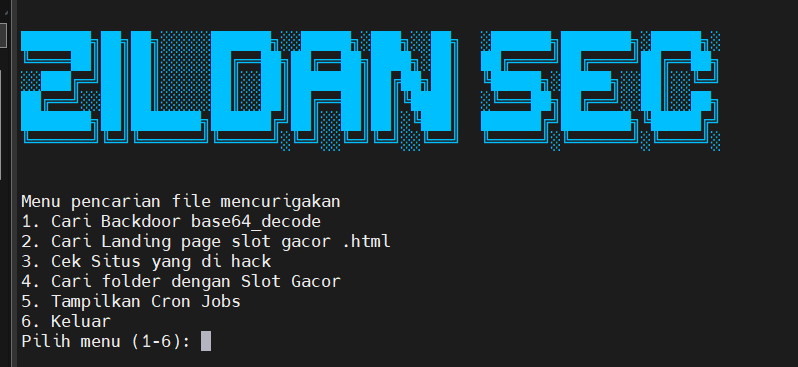 ZILDAN SEC
Menu pencarian file mencurigakan
1. Cari Backdoor base64_decode
2. Cari Landing page slot gacor .html
3. Cek Situs yang di hack
4. Cari folder dengan Slot Gacor
5. Tampilkan Cron Jobs
6. Keluar
Pilih menu (1-6):